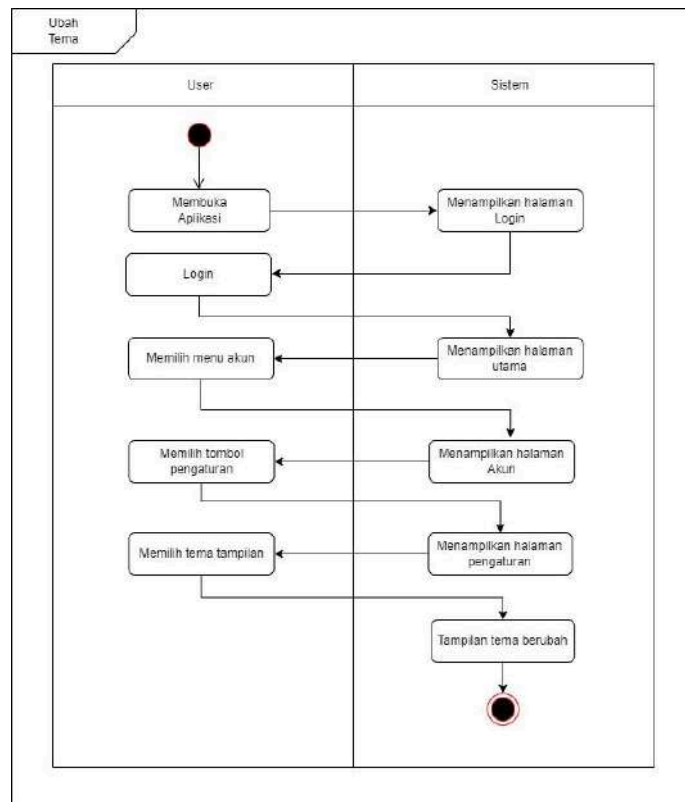 Ubah
Tema
User
Sistem
Membuka
Aplikasi
Menampilkan halaman
Login
Login
Menampilkan halaman
utama
Memilih menu akun
Menampilkan halaman
Akun
Memilih tombol
pengaturan
Menampilkan halaman
pengaturan
Memilih tema tampilan
Tampilan tema berubah